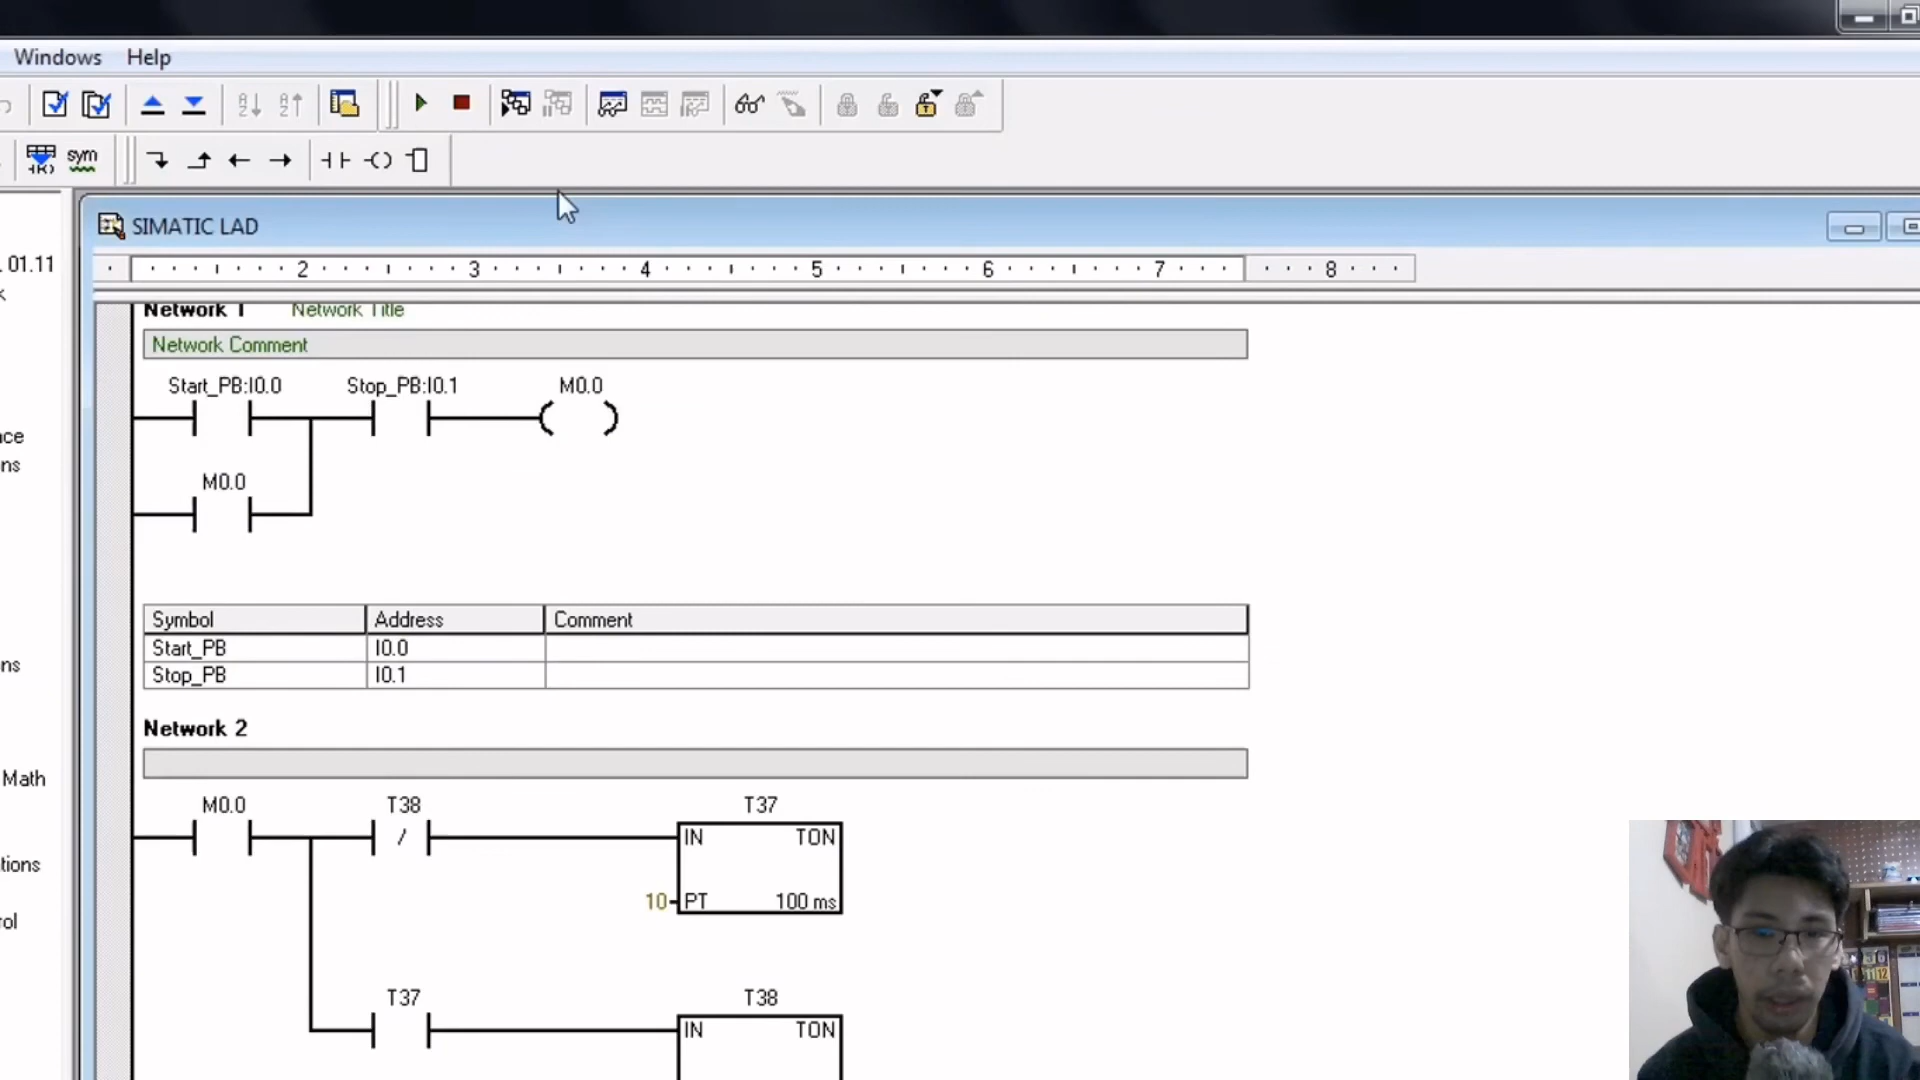 Windows Help
sym
01.11
SIMATIC LAD
2 3 4 5 6 7 8
Network 1 Network Title
Network Comment
Start_PB:I0.0 Stop_PB:I0.1 M0.0
M0.0
Symbol Address Comment
Start_PB I0.0
Stop_PB I0.1
Network 2
M0.0 T38 T37
IN TON
10 PT 100 ms
T37 T38
IN TON
ce
ns
ns
Math
tions
rol